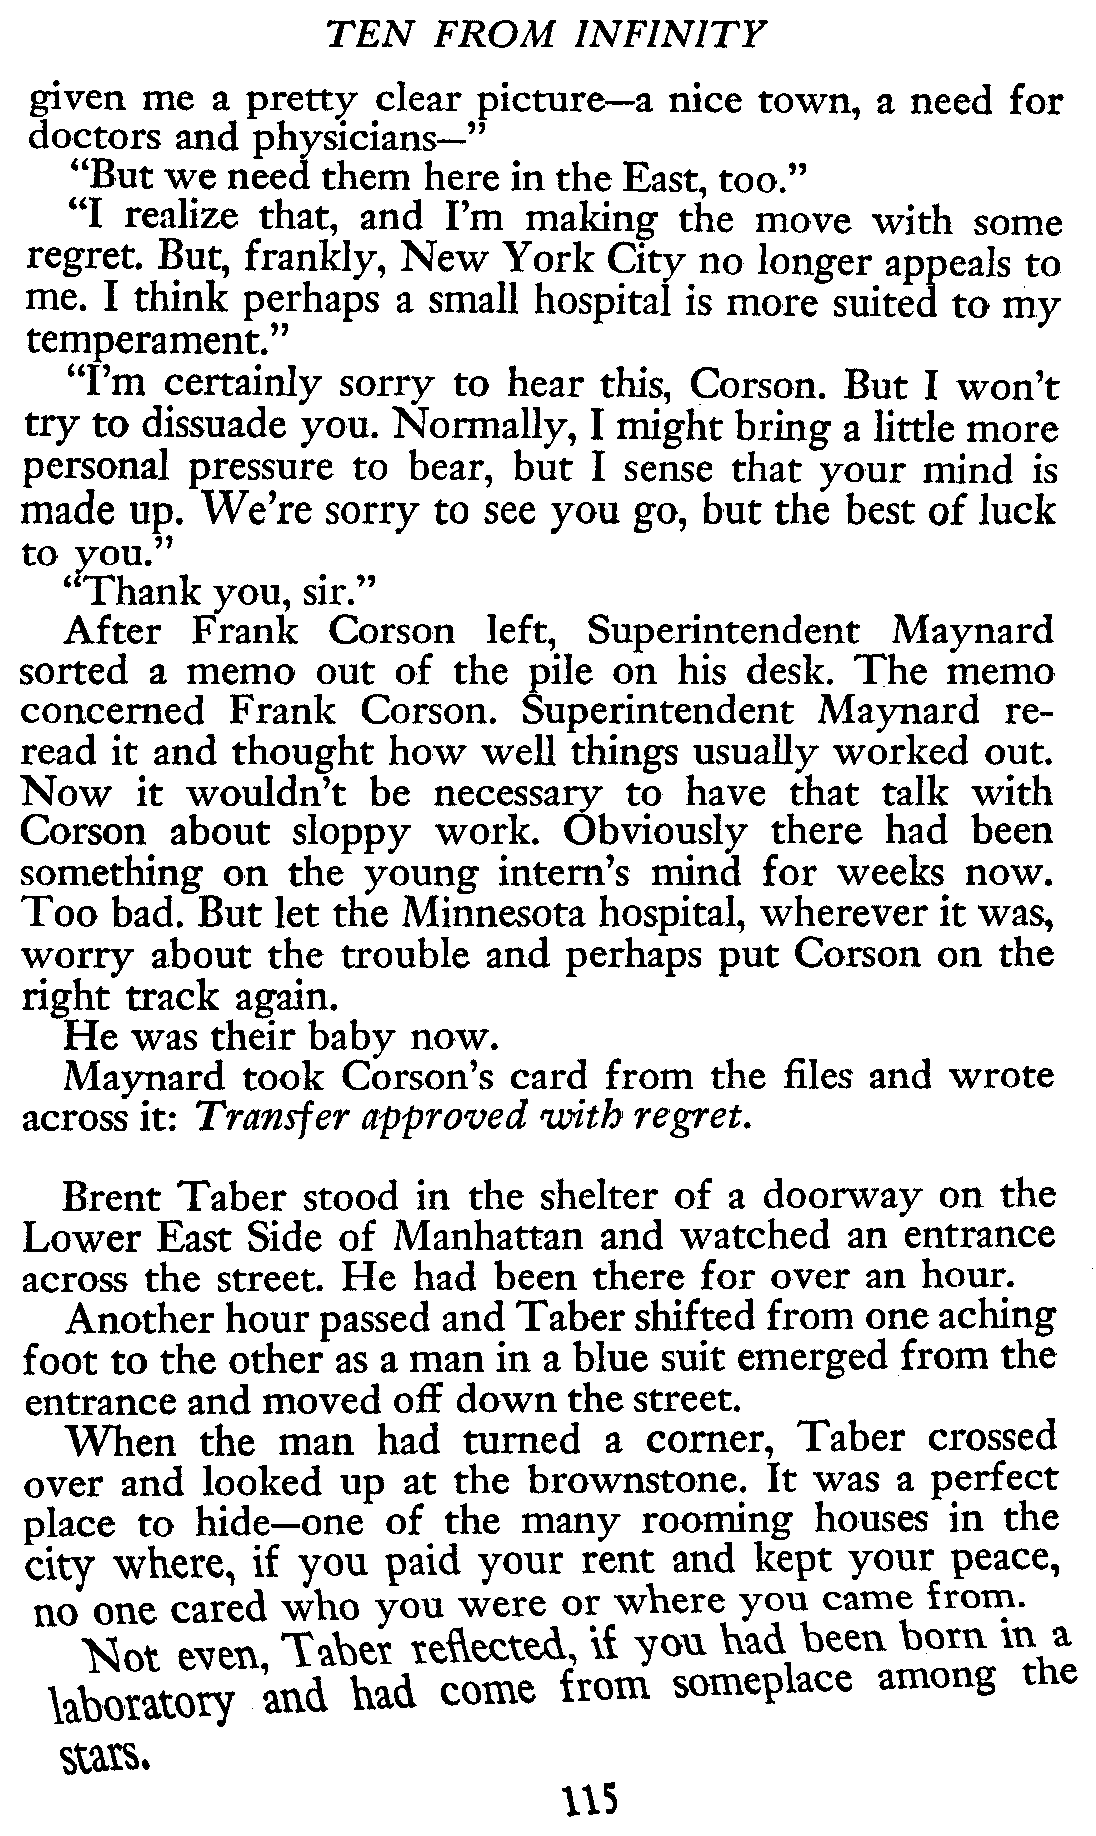 TEN FROM INFINITY
given me a pretty clear picture—a nice town, a need for
doctors and physicians—”
“But we need them here in the East, too.”
“I realize that, and I’m making the move with some
regret. But, frankly, New York City no longer appeals to
me. I think perhaps a small hospital is more suited to my
temperament.”
“I’m certainly sorry to hear this, Corson. But I won’t
try to dissuade you. Normally, I might bring a little more
personal pressure to bear, but I sense that your mind is
made up. We’re sorry to see you go, but the best of luck
to you.”
“Thank you, sir.”
After Frank Corson left, Superintendent Maynard
sorted a memo out of the pile on his desk. The memo
concerned Frank Corson. Superintendent Maynard re-
read it and thought how well things usually worked out.
Now it wouldn’t be necessary to have that talk with
Corson about sloppy work. Obviously there had been
something on the young intern’s mind for weeks now.
Too bad. But let the Minnesota hospital, wherever it was,
worry about the trouble and perhaps put Corson on the
right track again.
He was their baby now.
Maynard took Corson’s card from the files and wrote
across it: Transfer approved with regret.
Brent Taber stood in the shelter of a doorway on the
Lower East Side of Manhattan and watched an entrance
across the street. He had been there for over an hour.
Another hour passed and Taber shifted from one aching
foot to the other as a man in a blue suit emerged from the
entrance and moved off down the street.
When the man had turned a corner, Taber crossed
over and looked up at the brownstone. It was a perfect
place to hide—one of the many rooming houses in the
city where, if you paid your rent and kept your peace,
no one cared who you were or where you came from.
Not even, Taber reflected, if you had been born in a
laboratory and had come from someplace among the
stars.
115